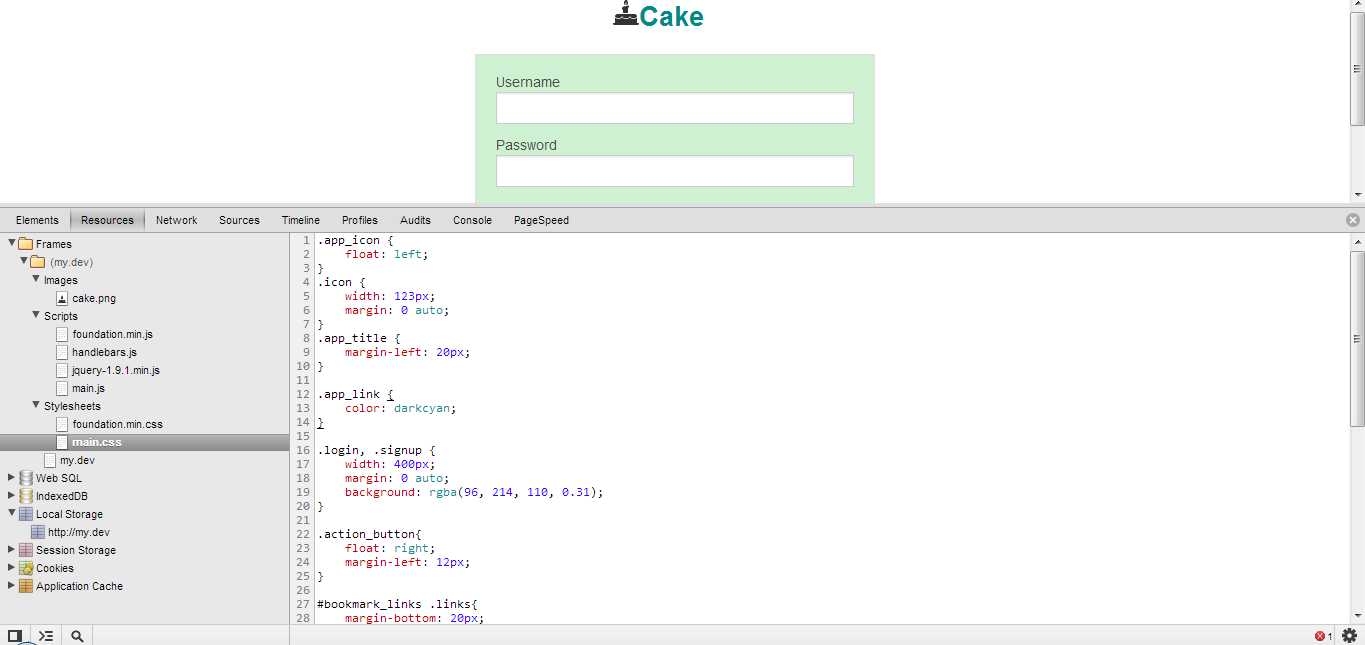 Cake
Username
Password
Elements Resources Network Sources Timeline Profiles Audits Console PageSpeed
Frames
(my.dev)
Images
cake.png
Scripts
foundation.min.js
handlebars.js
jquery-1.9.1.min.js
main.js
Stylesheets
foundation.min.css
main.css
my.dev
Web SQL
IndexedDB
Local Storage
http://my.dev
Session Storage
Cookies
Application Cache
1 .app_icon {
2 float: left;
3 }
4 .icon {
5 width: 123px;
6 margin: 0 auto;
7 }
8 .app_title {
9 margin-left: 20px;
10 }
11
12 .app_link {
13 color: darkcyan;
14 }
15
16 .login, .signup {
17 width: 400px;
18 margin: 0 auto;
19 background: rgba(96, 214, 110, 0.31);
20 }
21
22 .action_button{
23 float: right;
24 margin-left: 12px;
25 }
26
27 #bookmark_links .links{
28 margin-bottom: 20px;
1